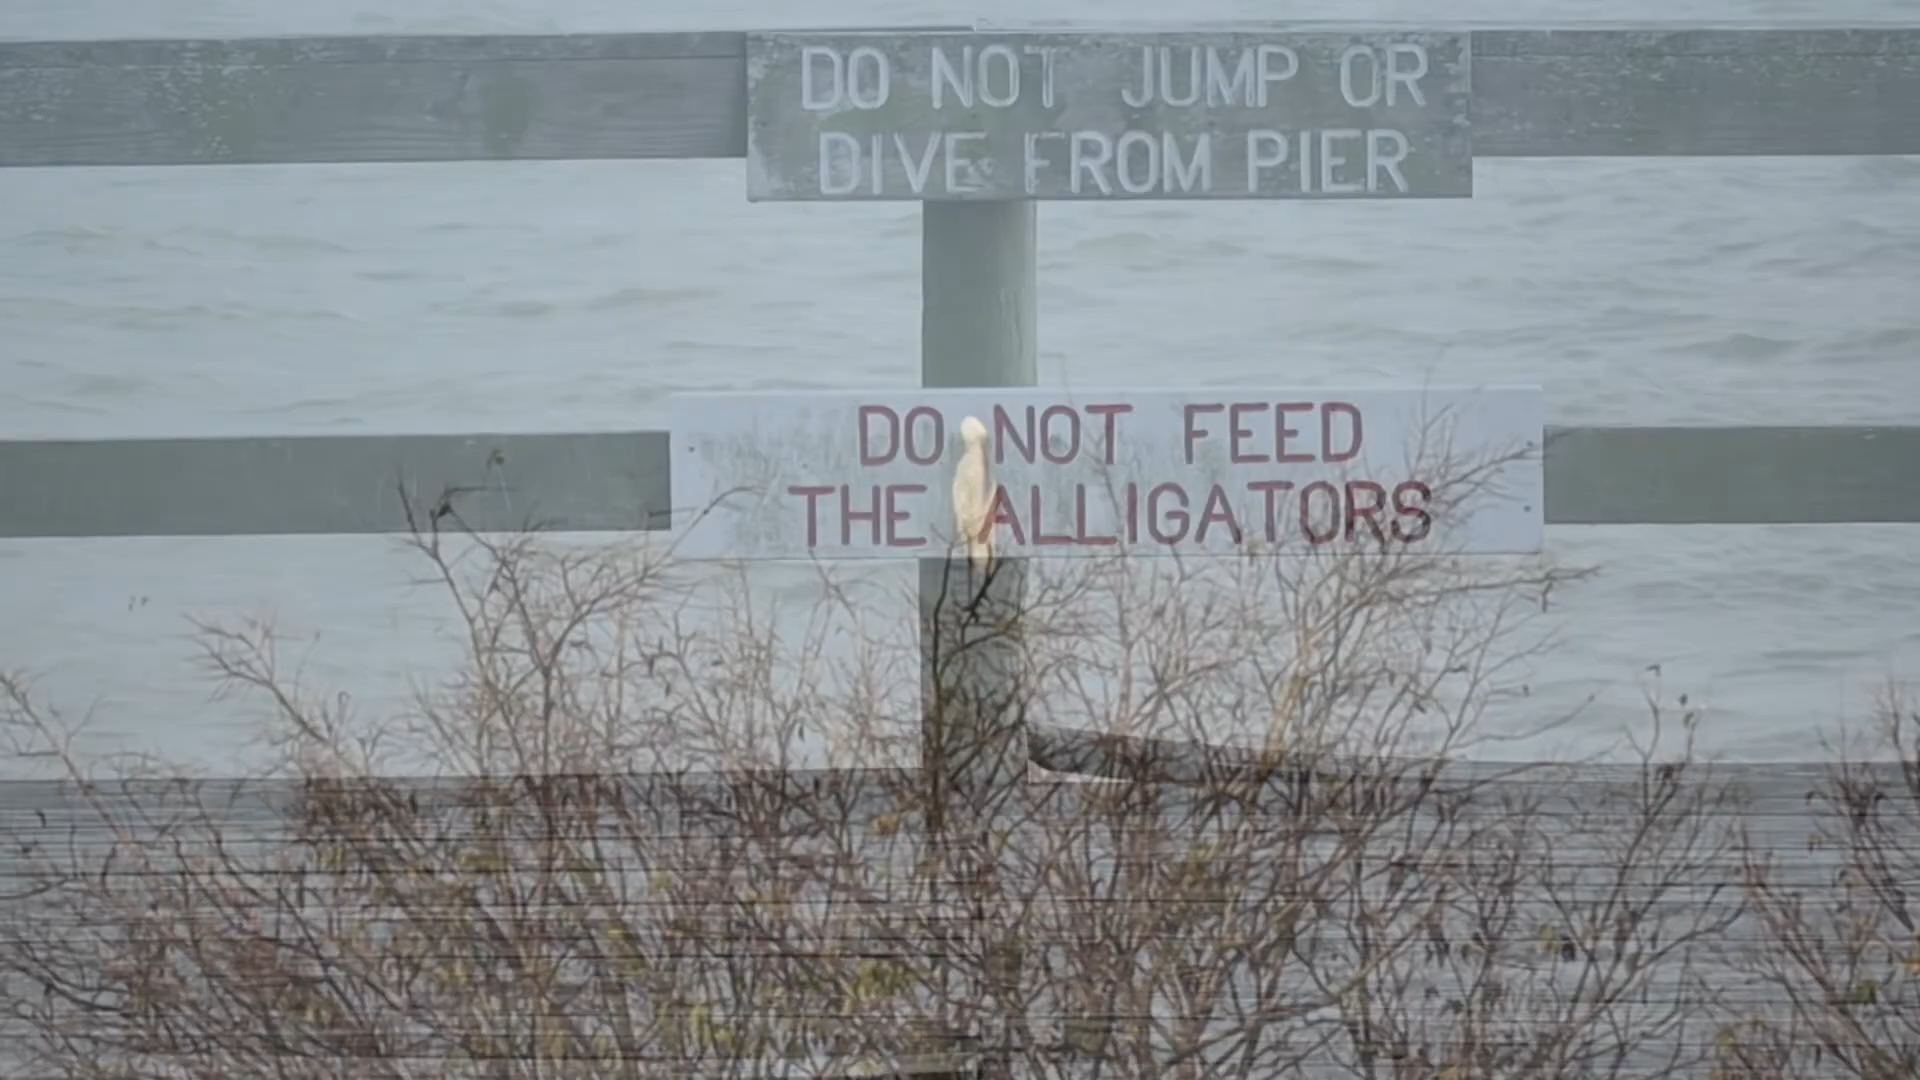 DO NOT JUMP OR
DIVE FROM PIER
DO NOT FEED
THE ALLIGATORS